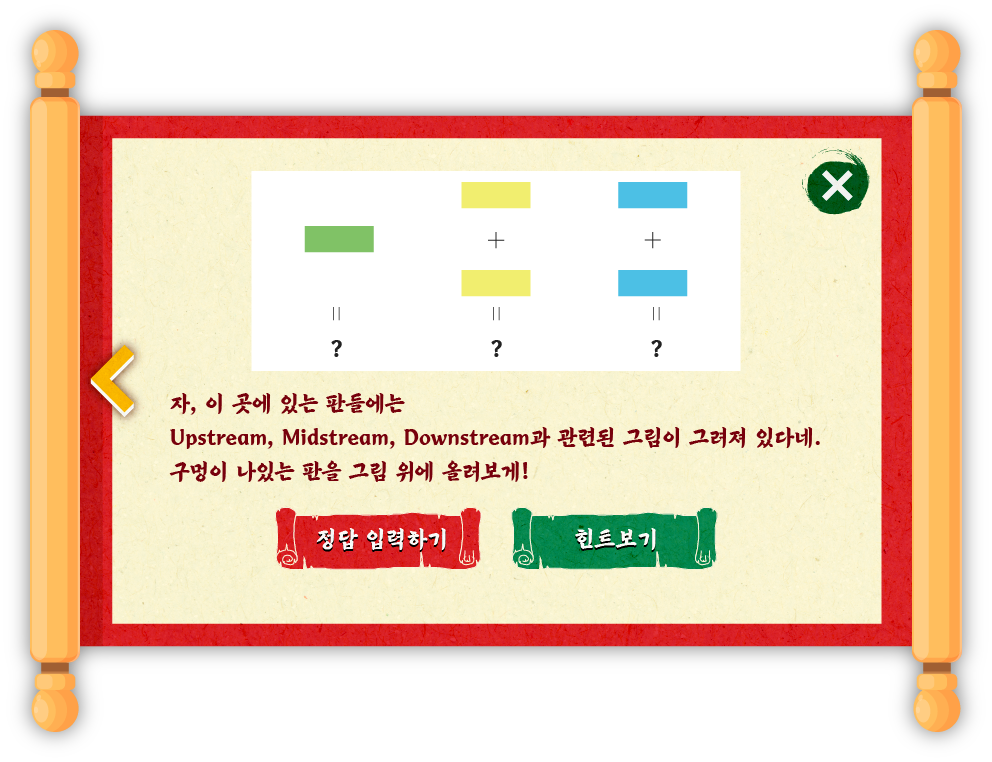 + +
= = =
? ? ?
자, 이 곳에 있는 판들에는
Upstream, Midstream, Downstream과 관련된 그림이 그려져 있다네.
구멍이 나있는 판을 그림 위에 올려보게!
정답 입력하기 힌트보기